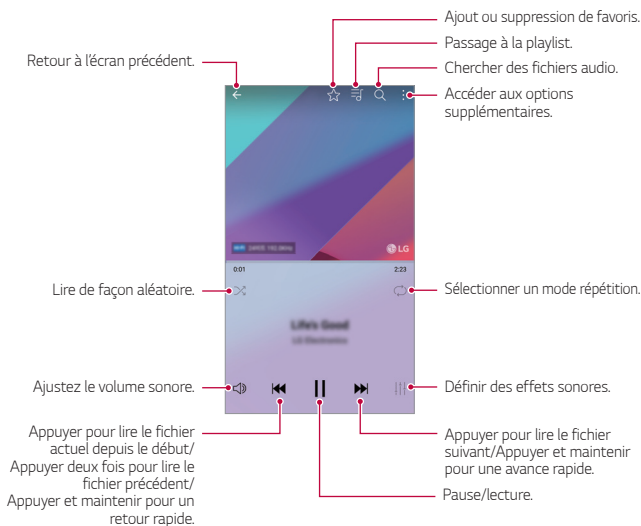 Ajout ou suppression de favoris.
Passage à la playlist.
Retour à l'écran précédent.
Chercher des fichiers audio.
Accéder aux options
supplémentaires.
LG
0:01
2:23
Lire de façon aléatoire.
Sélectionner un mode répétition.
Life's Good
LG Electronics
Ajustez le volume sonore.
Définir des effets sonores.
Appuyer pour lire le fichier
actuel depuis le début/
Appuyer deux fois pour lire le
fichier précédent/
Appuyer et maintenir pour un
retour rapide.
Appuyer pour lire le fichier
suivant/Appuyer et maintenir
pour une avance rapide.
Pause/lecture.